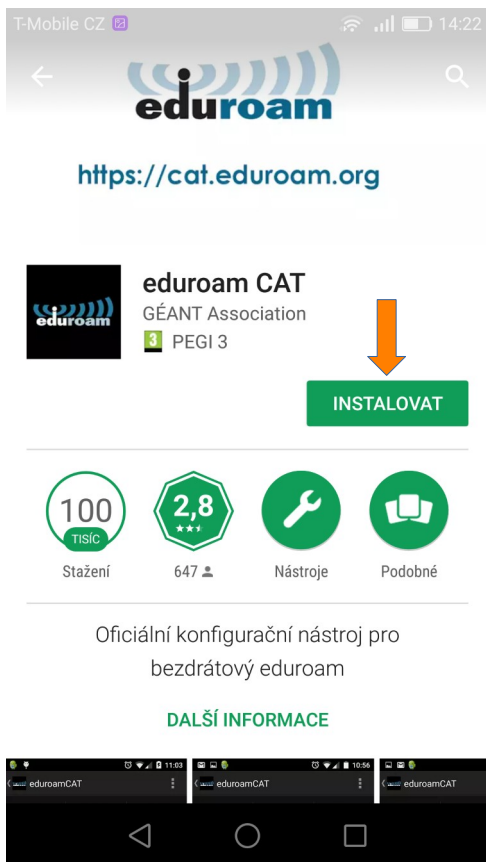 T-Mobile CZ 14:22
eduroam
https://cat.eduroam.org
eduroam
eduroam CAT
GÉANT Association
3 PEGI 3
INSTALOVAT
100
TISÍC
2,8
Stažení
647
Nástroje
Podobné
Oficiální konfigurační nástroj pro
bezdrátový eduroam
DALŠÍ INFORMACE
11:03
10:56
eduroamCAT
eduroamCAT
eduroamCAT